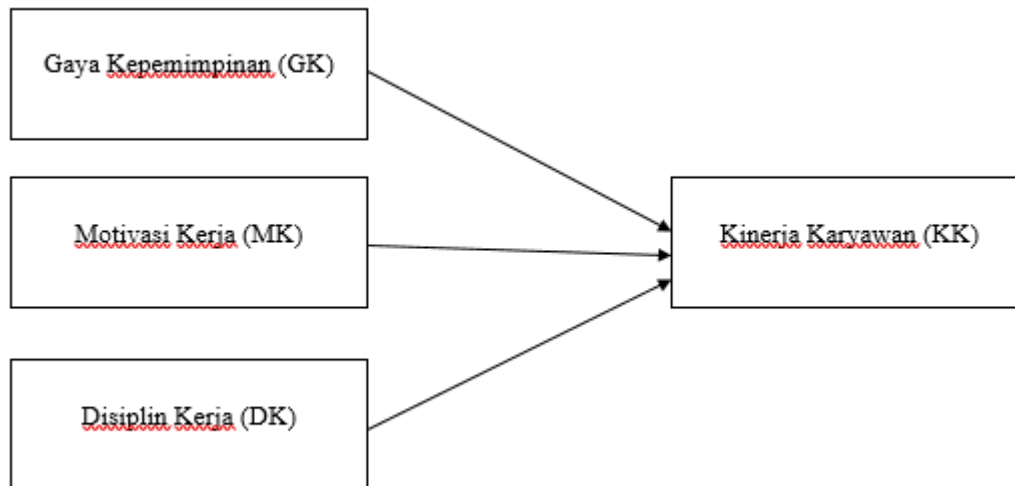 Gaya Kepemimpinan (GK)
Motivasi Kerja (MK)
Kinerja Karyawan (KK)
Disiplin Kerja (DK)